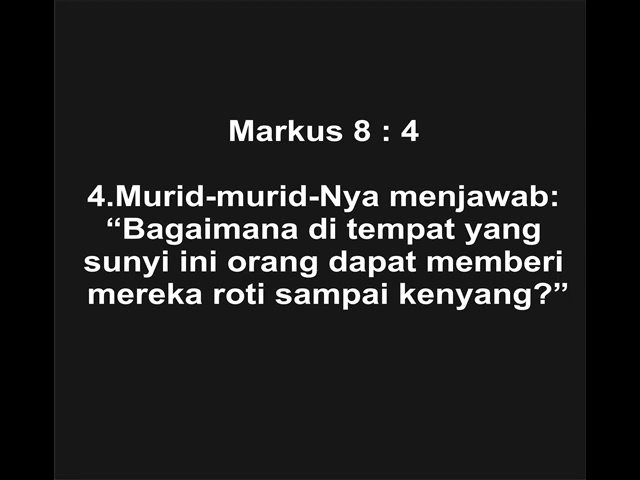 Markus 8 : 4
4.Murid-murid-Nya menjawab:
“Bagaimana di tempat yang
sunyi ini orang dapat memberi
mereka roti sampai kenyang?”